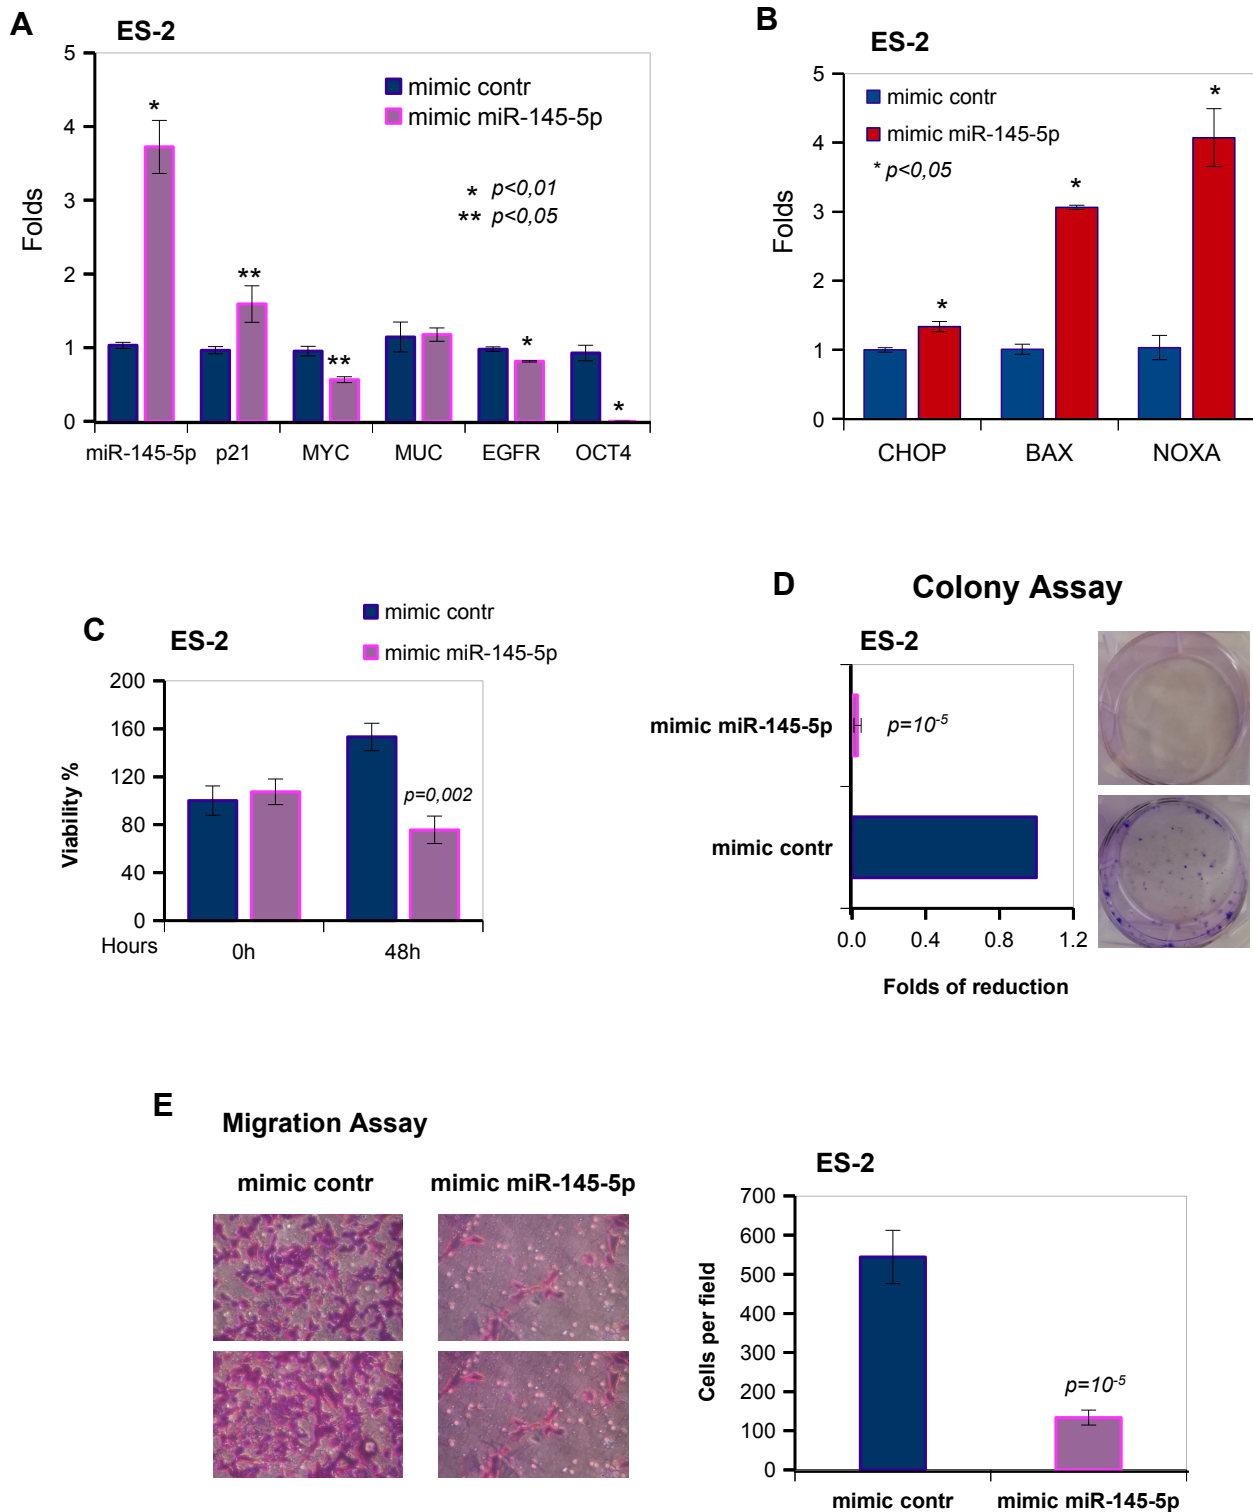 A
ES-2
5
4
3
2
1
0
Folds
mimic contr
mimic miR-145-5p
* p<0,01
** p<0,05
*
**
**
*
*
miR-145-5p p21 MYC MUC EGFR OCT4
B
ES-2
5
4
3
2
1
0
Folds
mimic contr
mimic miR-145-5p
* p<0,05
*
*
*
CHOP BAX NOXA
C
ES-2
mimic contr
mimic miR-145-5p
200
160
120
80
40
0
Viability %
p=0,002
Hours
0h 48h
D
Colony Assay
ES-2
mimic miR-145-5p
p=10⁻⁵
mimic contr
0.0 0.4 0.8 1.2
Folds of reduction
E
Migration Assay
mimic contr mimic miR-145-5p
ES-2
700
600
500
400
300
200
100
0
Cells per field
p=10⁻⁵
mimic contr mimic miR-145-5p